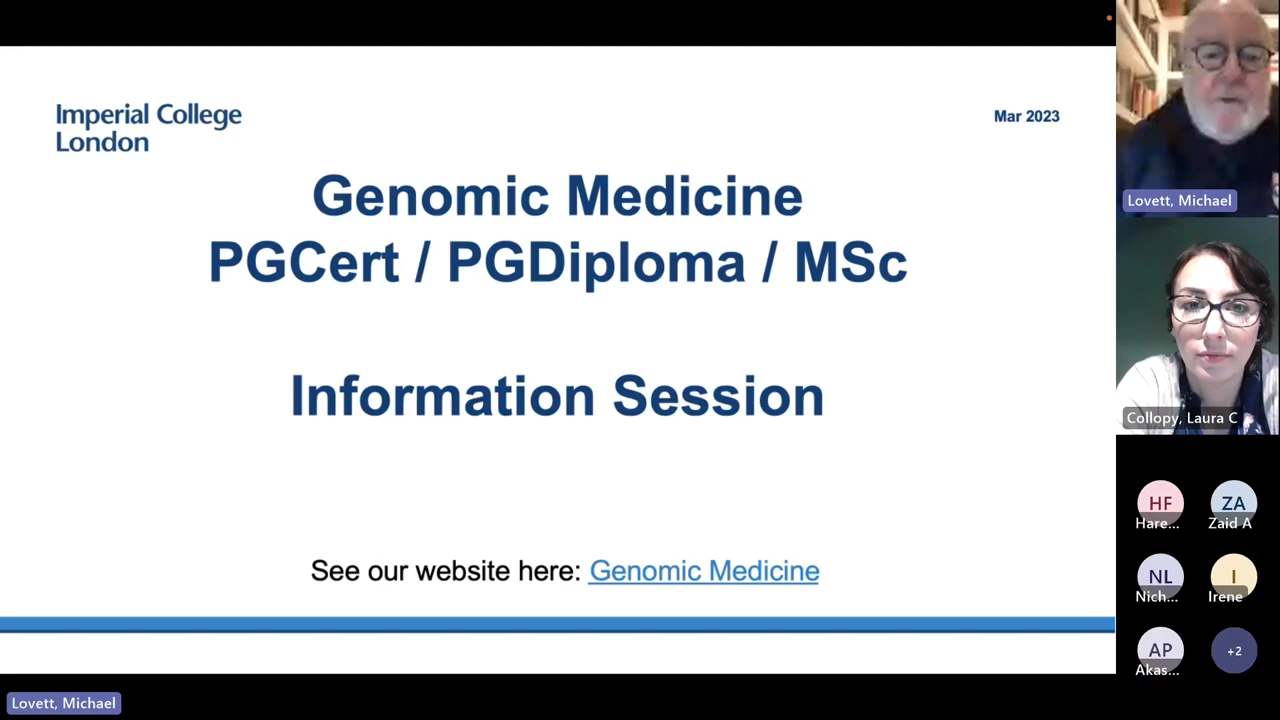 Imperial College
London
Mar 2023
Genomic Medicine
PGCert / PGDiploma / MSc
Information Session
See our website here: Genomic Medicine
Lovett, Michael
Collopy, Laura C
HF
Hare...
ZA
Zaid A
NL
Nich...
I
Irene
AP
Akas...
+2
Lovett, Michael